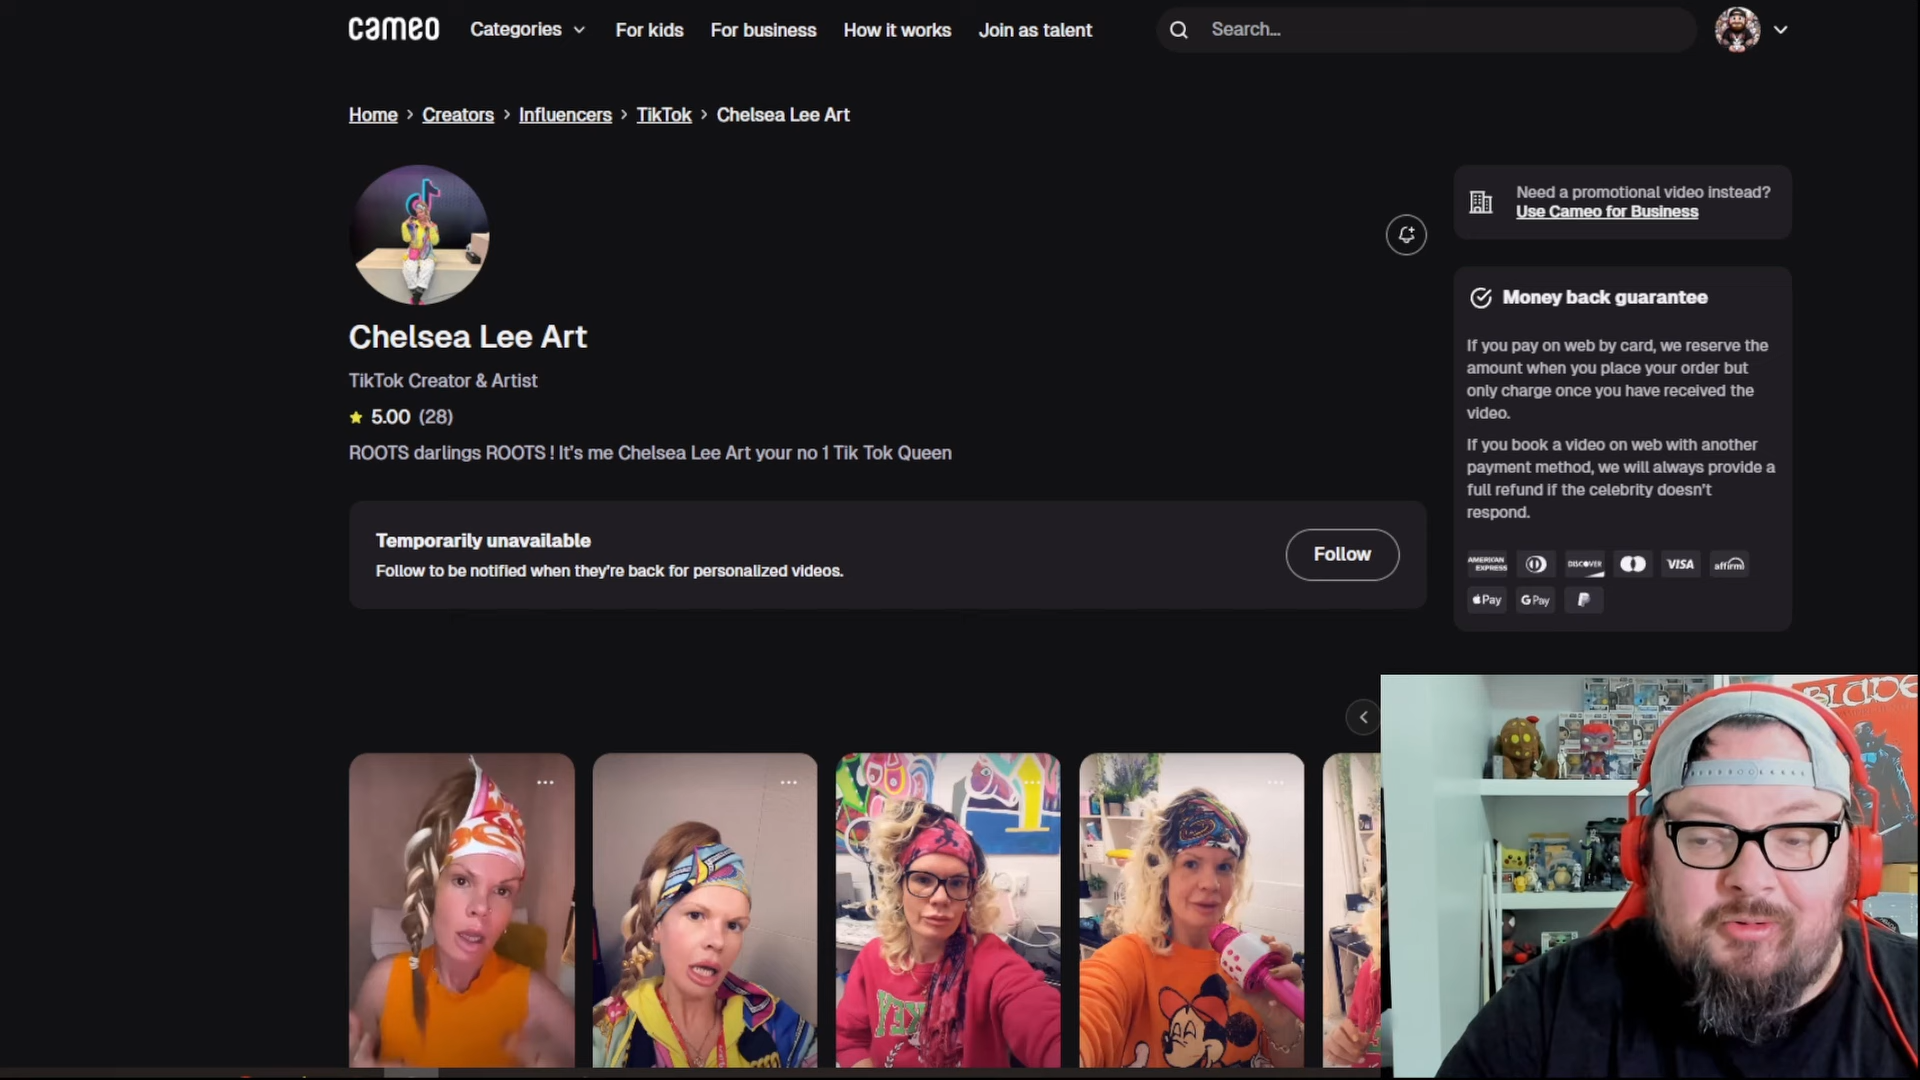 cameo
Categories
For kids
For business
How it works
Join as talent
Search...
Home > Creators > Influencers > TikTok > Chelsea Lee Art
Chelsea Lee Art
TikTok Creator & Artist
5.00 (28)
ROOTS darlings ROOTS ! It's me Chelsea Lee Art your no 1 Tik Tok Queen
Temporarily unavailable
Follow to be notified when they're back for personalized videos.
Follow
Need a promotional video instead?
Use Cameo for Business
Money back guarantee
If you pay on web by card, we reserve the
amount when you place your order but
only charge once you have received the
video.
If you book a video on web with another
payment method, we will always provide a
full refund if the celebrity doesn't
respond.
AMERICAN EXPRESS
DISCOVER
VISA
affirm
Pay
G Pay
BLADE